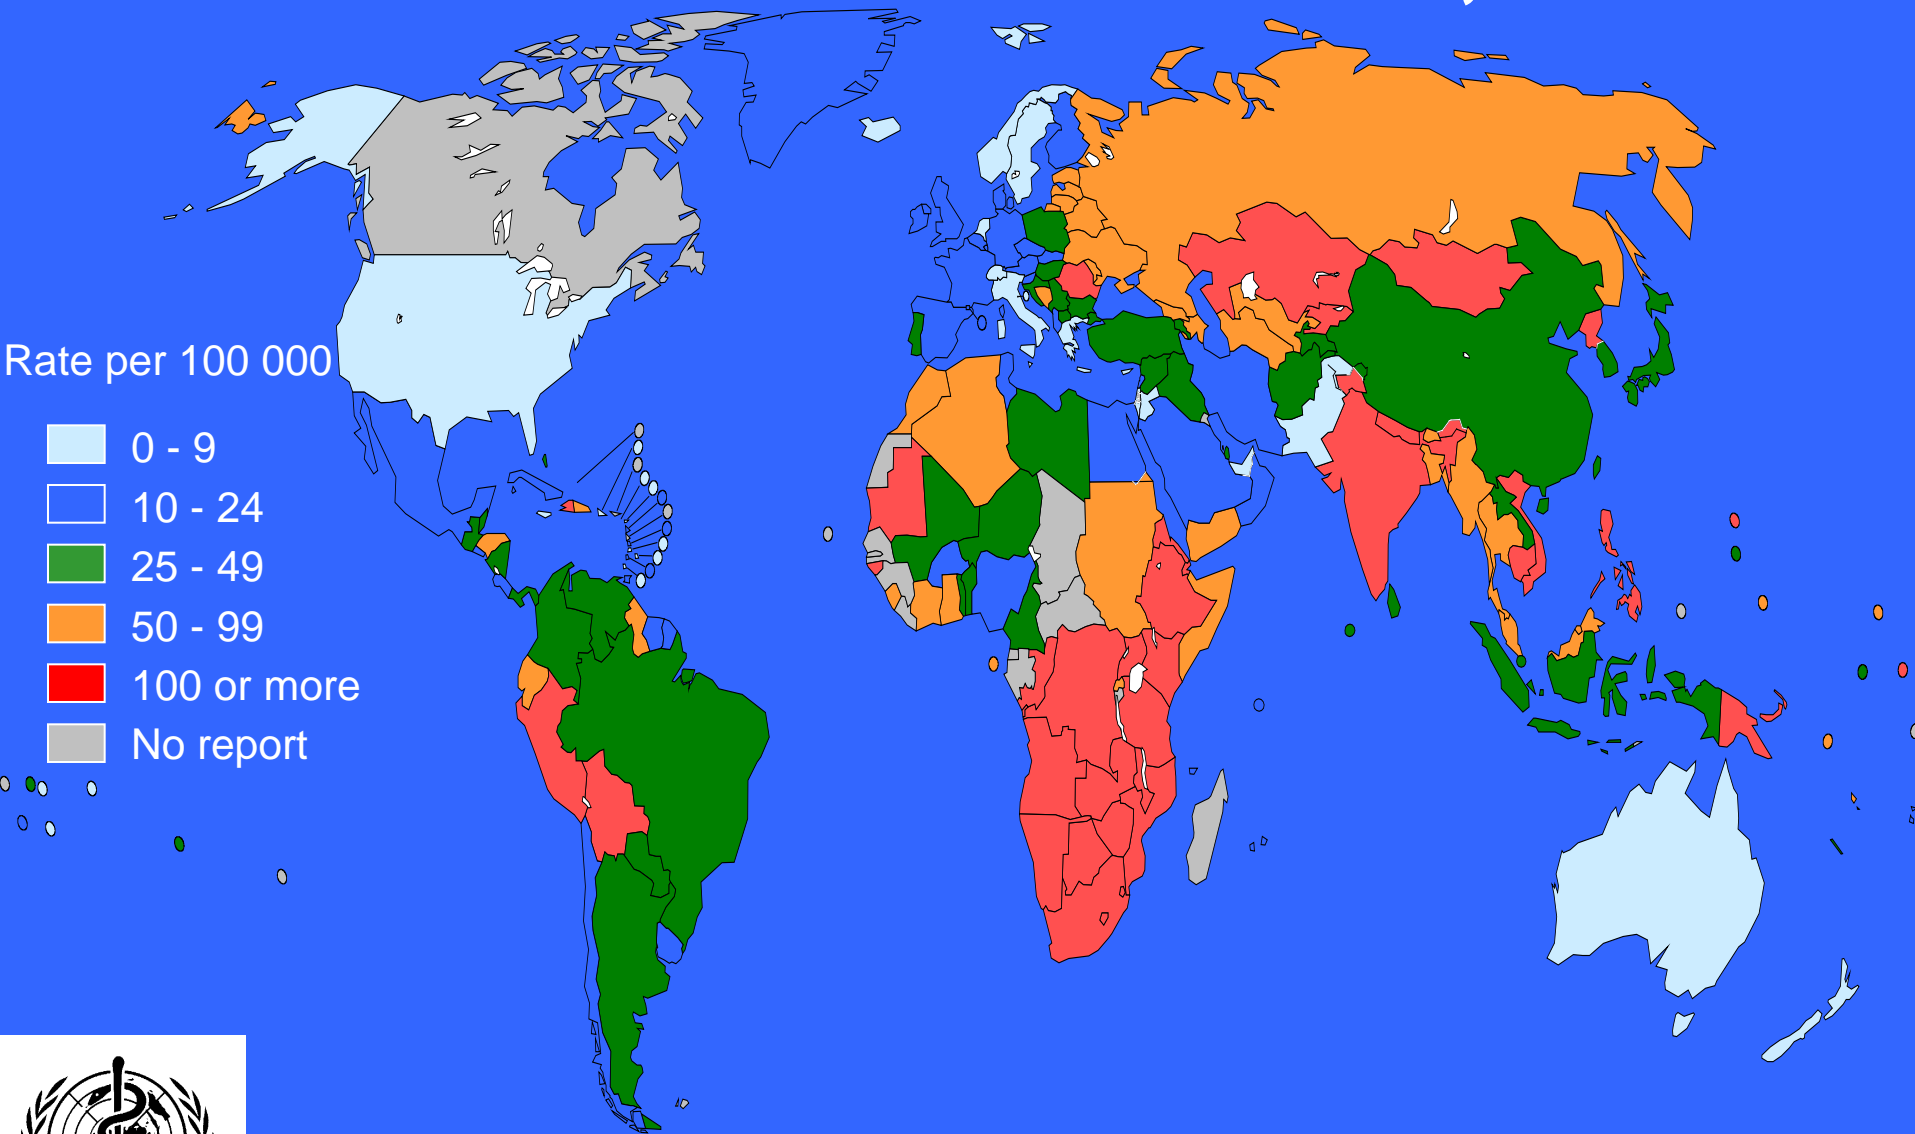 Rate per 100 000
0 - 9
10 - 24
25 - 49
50 - 99
100 or more
No report